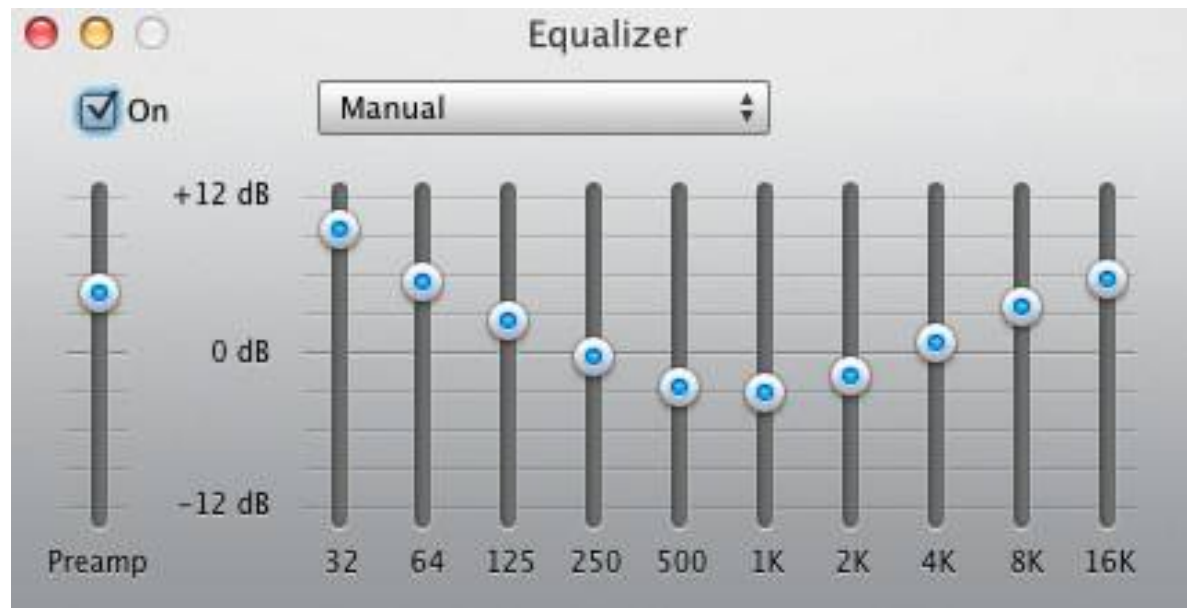 Equalizer
On
Manual
+12 dB
0 dB
-12 dB
Preamp 32 64 125 250 500 1K 2K 4K 8K 16K